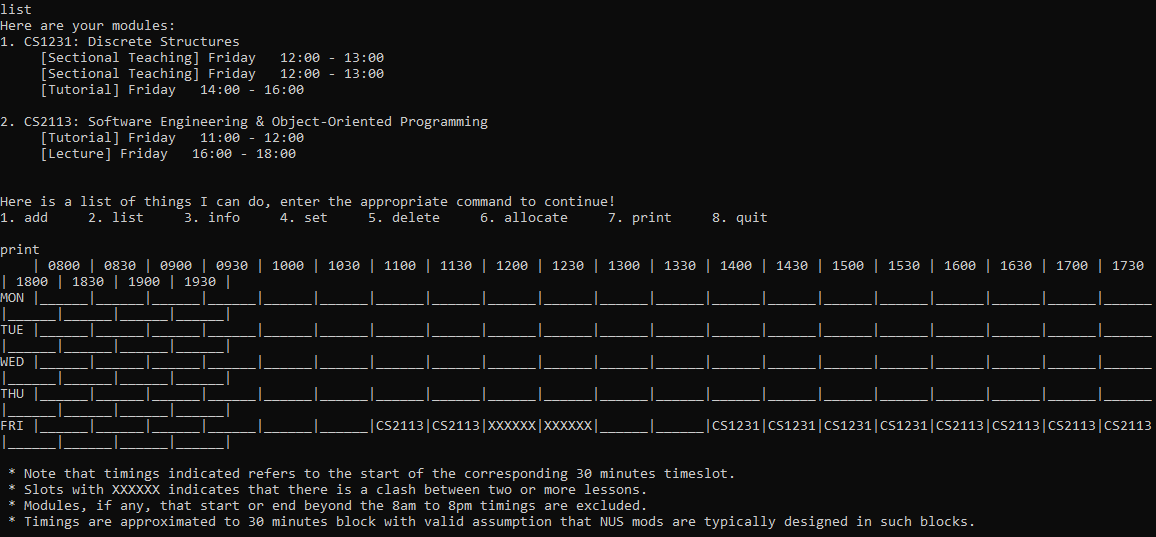 list
Here are your modules:
1. CS1231: Discrete Structures
     [Sectional Teaching] Friday   12:00 - 13:00
     [Sectional Teaching] Friday   12:00 - 13:00
     [Tutorial] Friday   14:00 - 16:00
2. CS2113: Software Engineering & Object-Oriented Programming
     [Tutorial] Friday   11:00 - 12:00
     [Lecture] Friday   16:00 - 18:00
Here is a list of things I can do, enter the appropriate command to continue!
1. add     2. list     3. info     4. set     5. delete     6. allocate     7. print     8. quit
print
    | 0800 | 0830 | 0900 | 0930 | 1000 | 1030 | 1100 | 1130 | 1200 | 1230 | 1300 | 1330 | 1400 | 1430 | 1500 | 1530 | 1600 | 1630 | 1700 | 1730
| 1800 | 1830 | 1900 | 1930 |
MON |______|______|______|______|______|______|______|______|______|______|______|______|______|______|______|______|______|______|______|______
|______|______|______|______|
TUE |______|______|______|______|______|______|______|______|______|______|______|______|______|______|______|______|______|______|______|______
|______|______|______|______|
WED |______|______|______|______|______|______|______|______|______|______|______|______|______|______|______|______|______|______|______|______
|______|______|______|______|
THU |______|______|______|______|______|______|______|______|______|______|______|______|______|______|______|______|______|______|______|______
|______|______|______|______|
FRI |______|______|______|______|______|______|CS2113|CS2113|XXXXXX|XXXXXX|______|______|CS1231|CS1231|CS1231|CS1231|CS2113|CS2113|CS2113|CS2113
|______|______|______|______|
 * Note that timings indicated refers to the start of the corresponding 30 minutes timeslot.
 * Slots with XXXXXX indicates that there is a clash between two or more lessons.
 * Modules, if any, that start or end beyond the 8am to 8pm timings are excluded.
 * Timings are approximated to 30 minutes block with valid assumption that NUS mods are typically designed in such blocks.